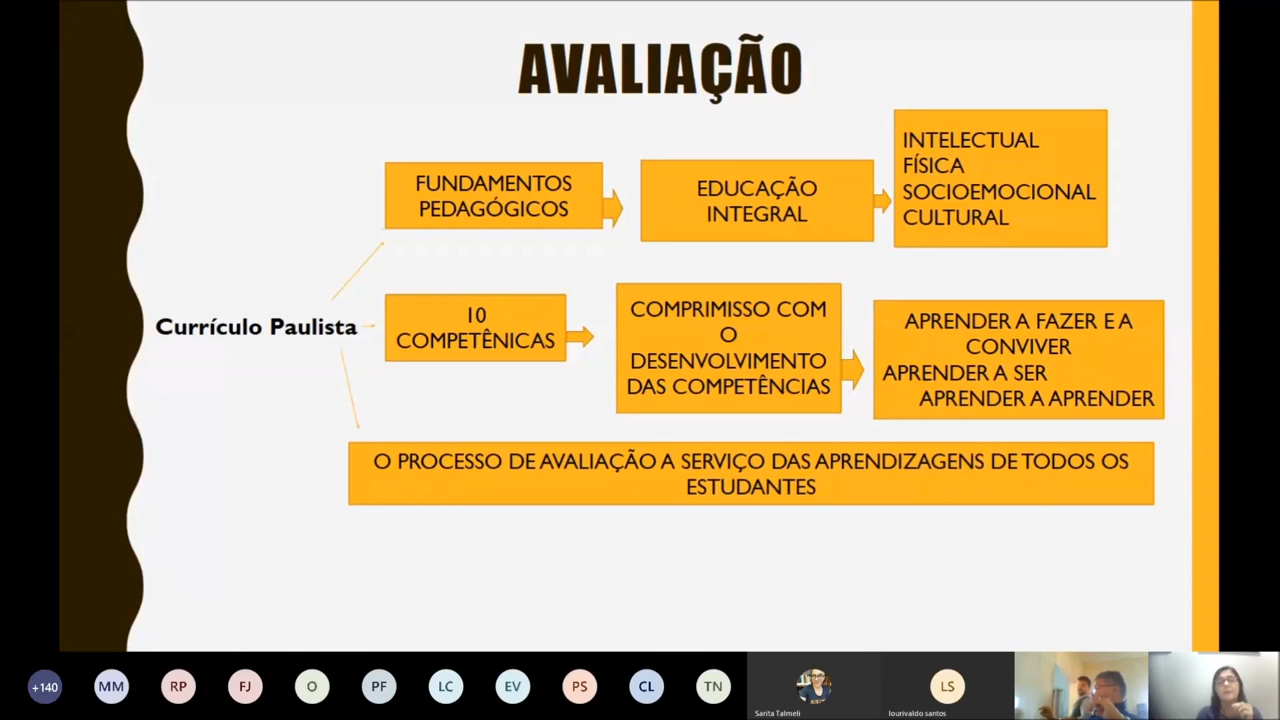 AVALIAÇÃO
FUNDAMENTOS
PEDAGÓGICOS
EDUCAÇÃO
INTEGRAL
INTELECTUAL
FÍSICA
SOCIOEMOCIONAL
CULTURAL
Currículo Paulista
10
COMPETÊNICAS
COMPRIMISSO COM
O
DESENVOLVIMENTO
DAS COMPETÊNCIAS
APRENDER A FAZER E A
CONVIVER
APRENDER A SER
APRENDER A APRENDER
O PROCESSO DE AVALIAÇÃO A SERVIÇO DAS APRENDIZAGENS DE TODOS OS
ESTUDANTES
+140
MM
RP
FJ
O
PF
LC
EV
PS
CL
TN
Sarita Talmeli
LS
lourivaldo santos